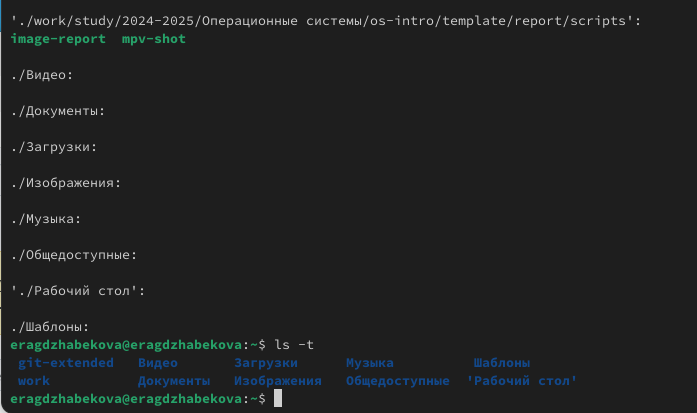 './work/study/2024-2025/Операционные системы/os-intro/template/report/scripts':
image-report  mpv-shot
./Видео:
./Документы:
./Загрузки:
./Изображения:
./Музыка:
./Общедоступные:
'./Рабочий стол':
./Шаблоны:
eragdzhabekova@eragdzhabekova:~$ ls -t
git-extended   Видео       Загрузки      Музыка          Шаблоны
work           Документы   Изображения   Общедоступные  'Рабочий стол'
eragdzhabekova@eragdzhabekova:~$